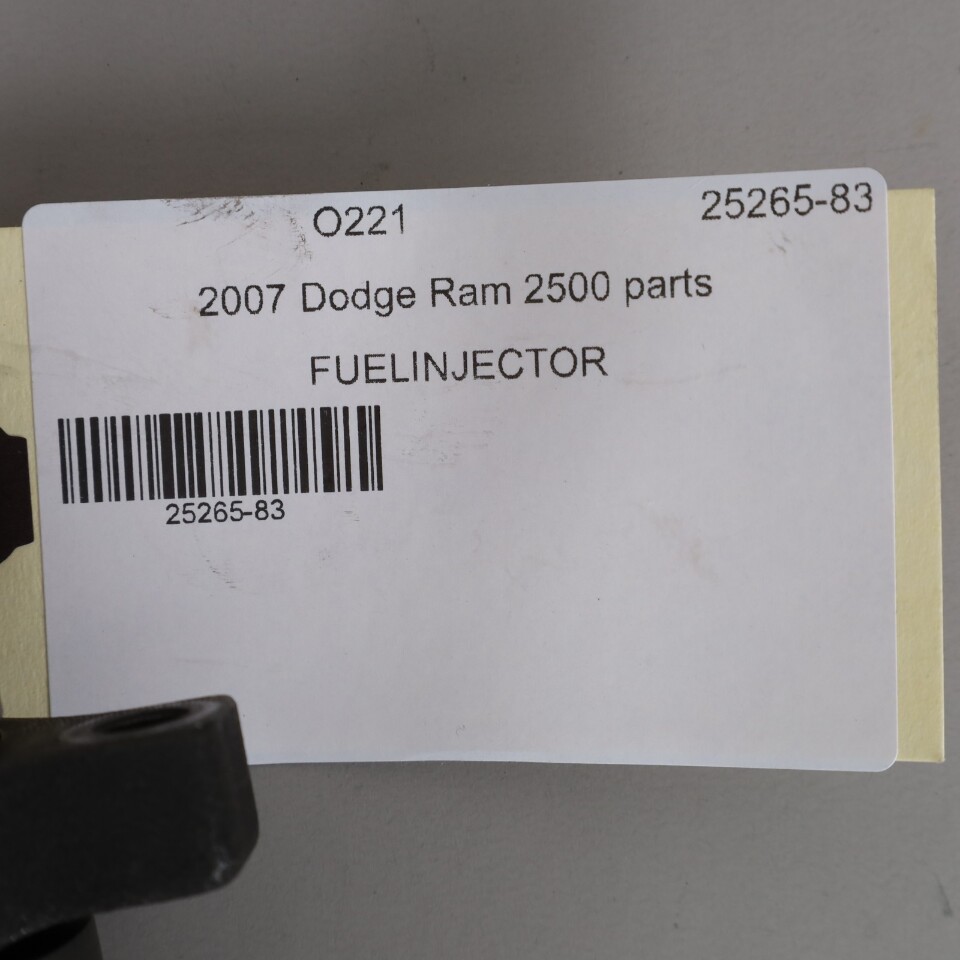 O221 25265-83
2007 Dodge Ram 2500 parts
FUELINJECTOR
25265-83